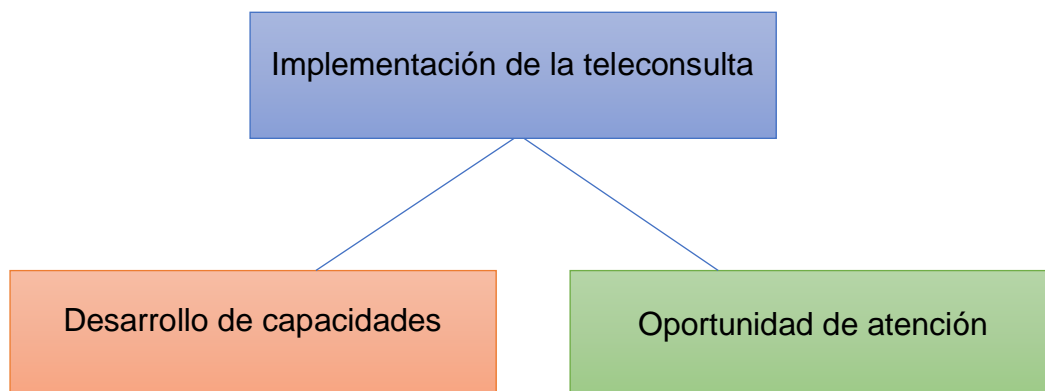 Implementación de la teleconsulta
Desarrollo de capacidades
Oportunidad de atención